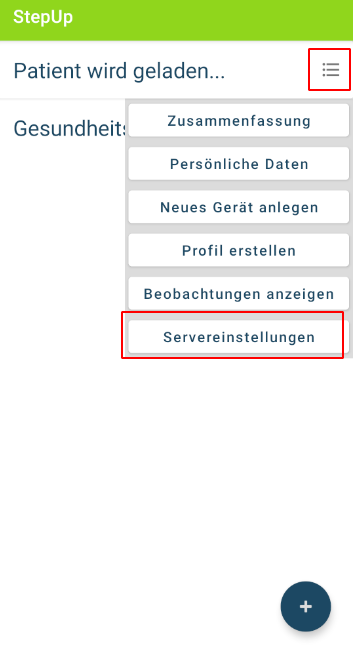 StepUp
Patient wird geladen...
Gesundheits
Zusammenfassung
Persönliche Daten
Neues Gerät anlegen
Profil erstellen
Beobachtungen anzeigen
Servereinstellungen
+